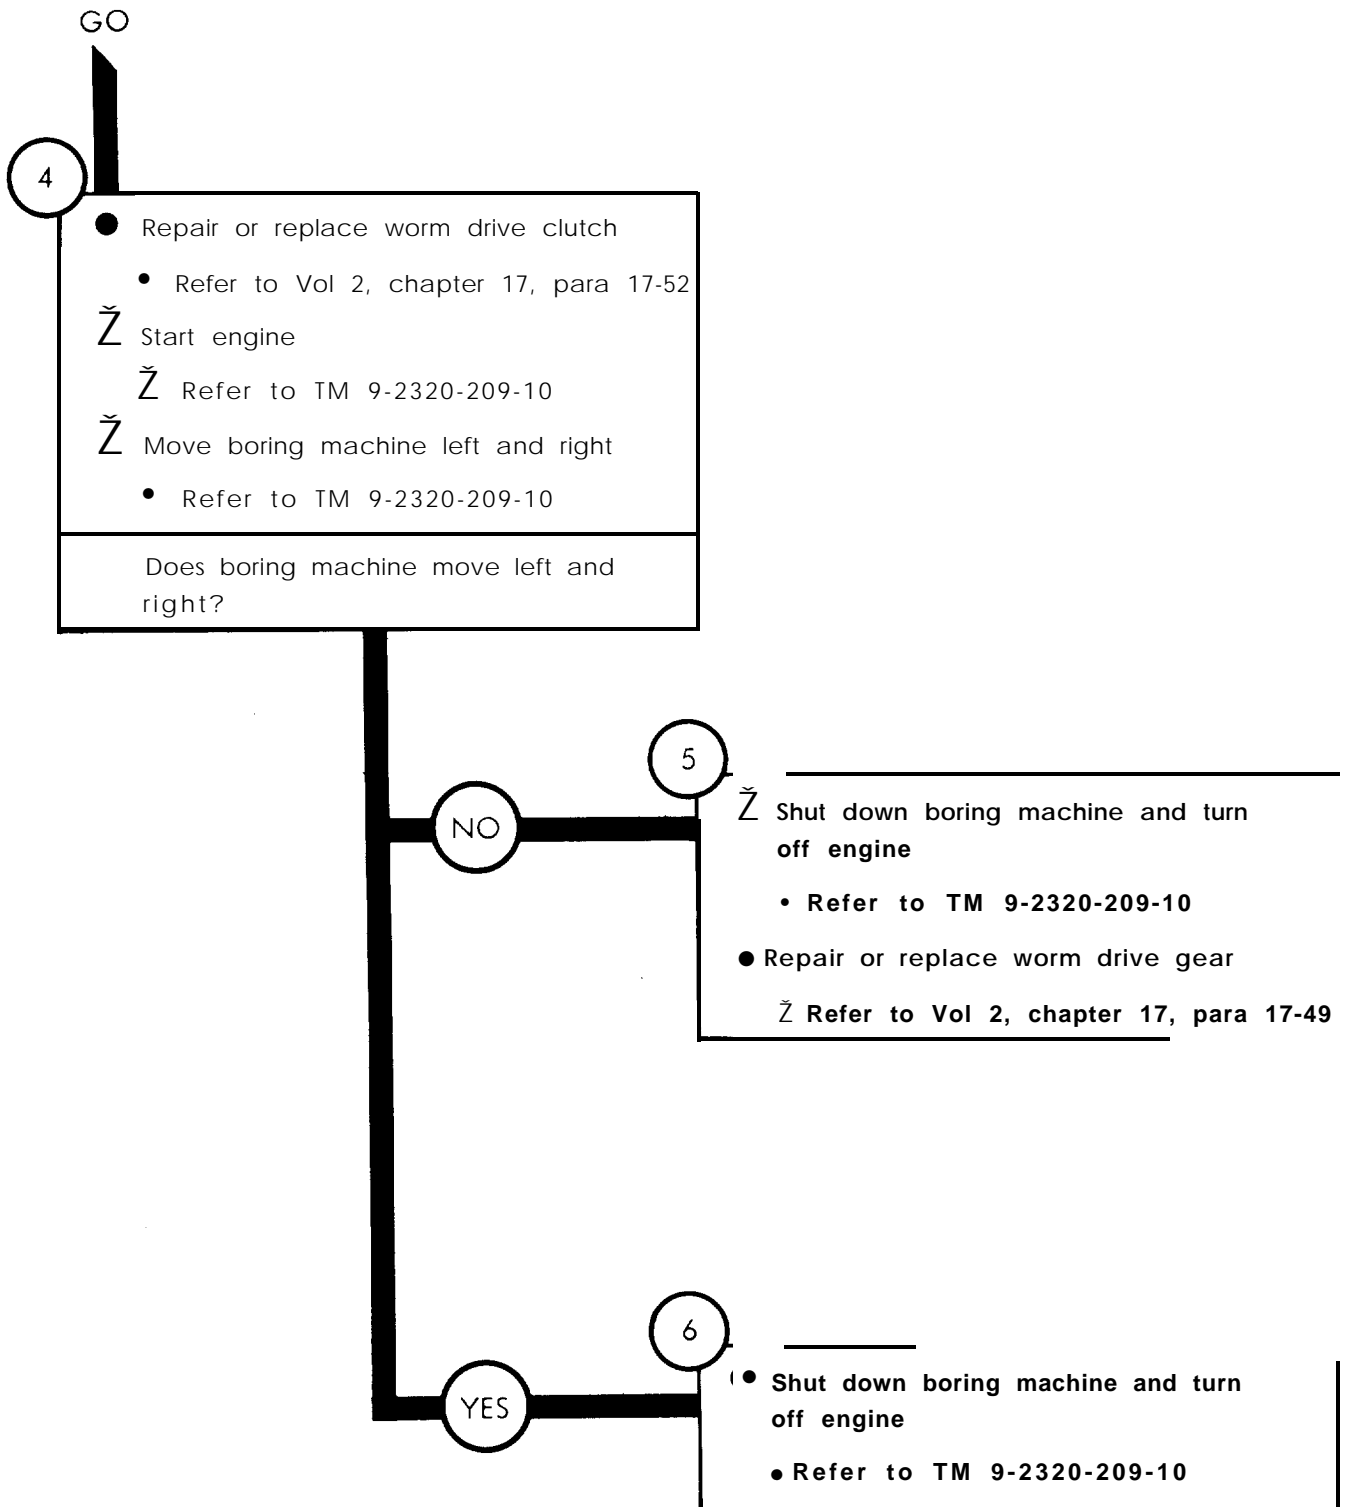 GO
4
● Repair or replace worm drive clutch
• Refer to Vol 2, chapter 17, para 17-52
Ž Start engine
Ž Refer to TM 9-2320-209-10
Ž Move boring machine left and right
• Refer to TM 9-2320-209-10
Does boring machine move left and
right?
5
NO
Ž Shut down boring machine and turn
off engine
• Refer to TM 9-2320-209-10
● Repair or replace worm drive gear
Ž Refer to Vol 2, chapter 17, para 17-49
6
YES
• Shut down boring machine and turn
off engine
• Refer to TM 9-2320-209-10